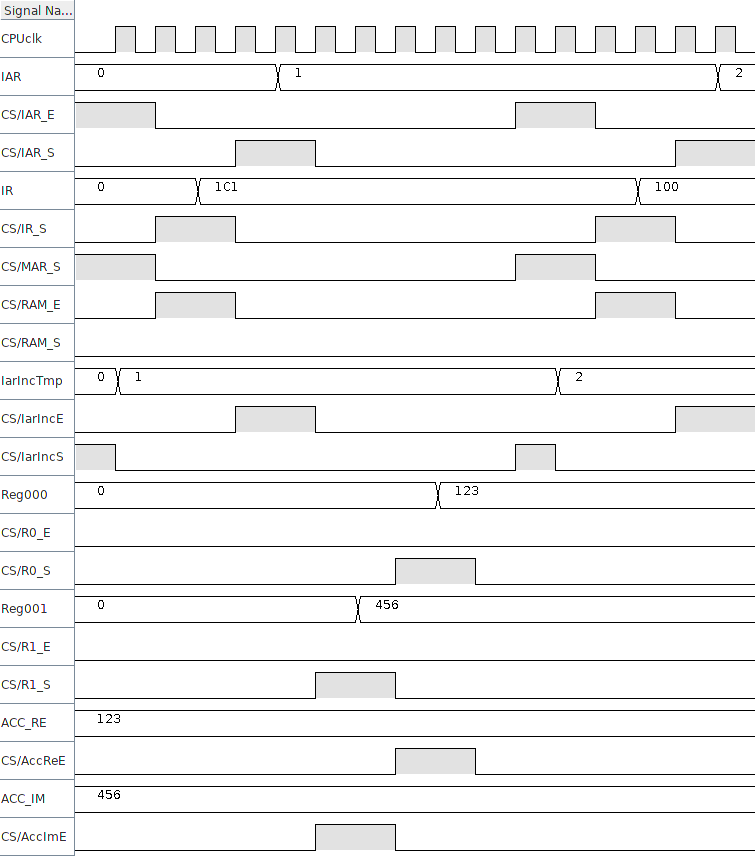 Signal Na...
CPUclk
IAR 0 1 2
CS/IAR_E
CS/IAR_S
IR 0 1C1 100
CS/IR_S
CS/MAR_S
CS/RAM_E
CS/RAM_S
IarIncTmp 0 1 2
CS/IarIncE
CS/IarIncS
Reg000 0 123
CS/R0_E
CS/R0_S
Reg001 0 456
CS/R1_E
CS/R1_S
ACC_RE 123
CS/AccReE
ACC_IM 456
CS/AccImE